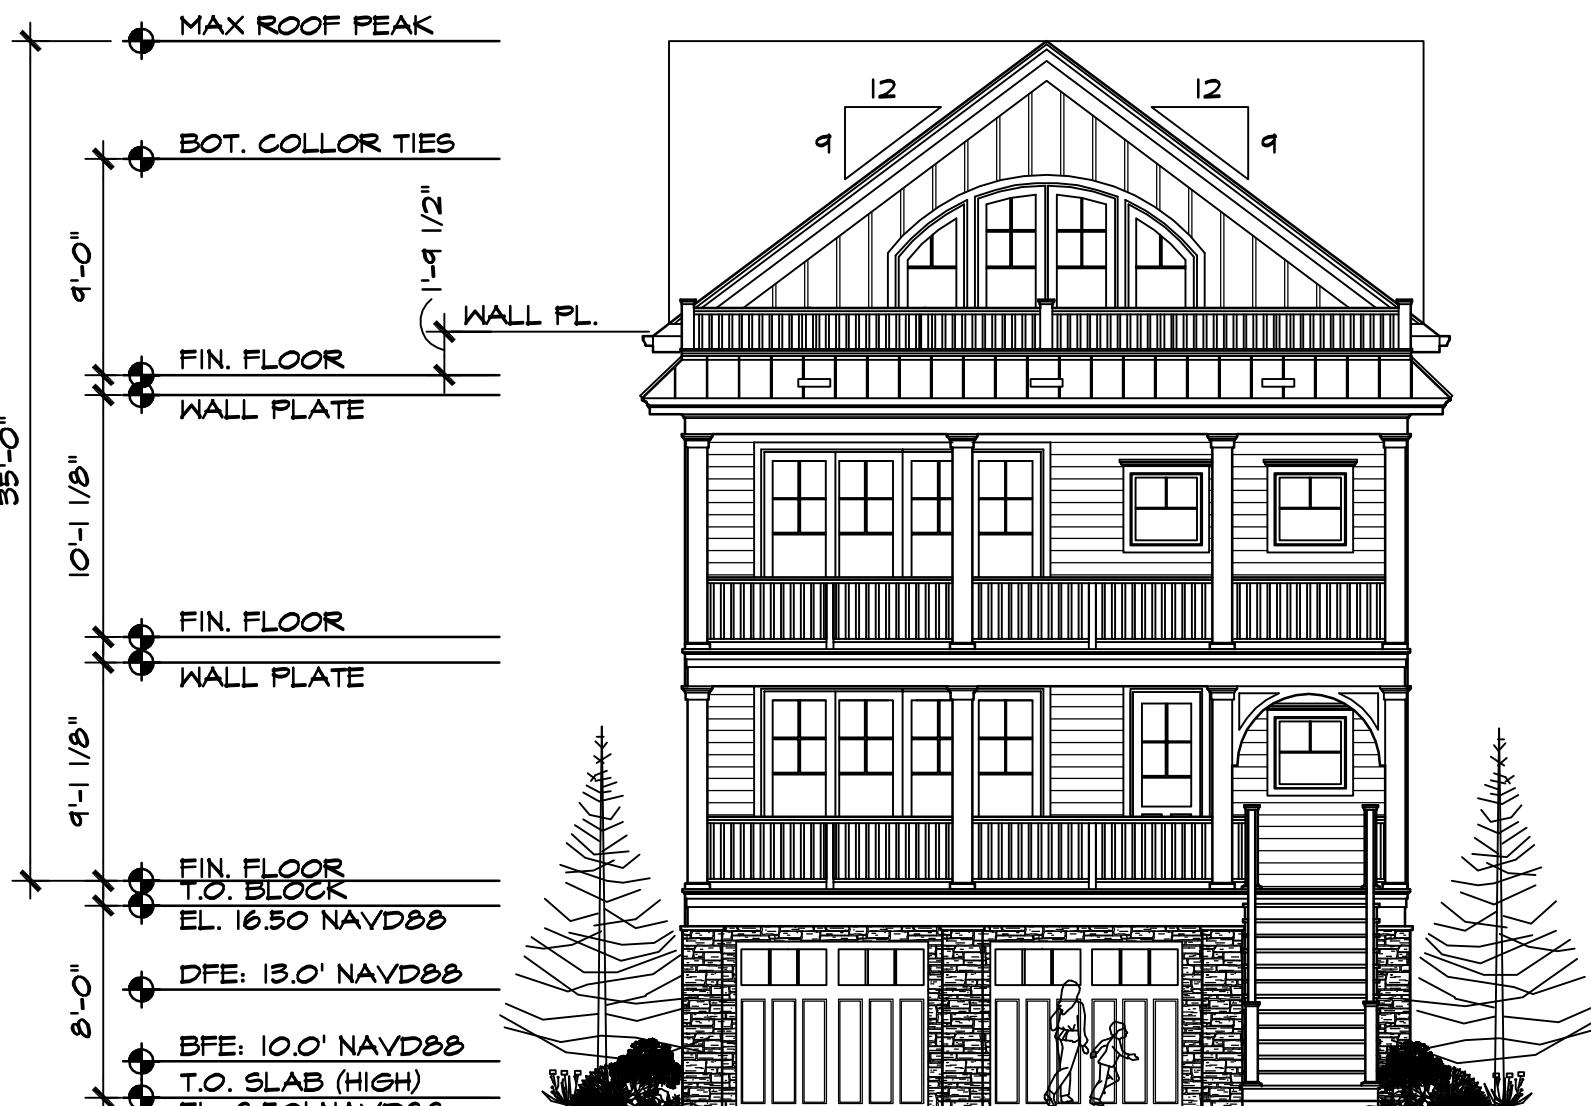 MAX ROOF PEAK
12
12
9
9
BOT. COLLOR TIES
1'-9 1/2"
9'-0"
WALL PL.
FIN. FLOOR
WALL PLATE
35'-0"
10'-1 1/8"
FIN. FLOOR
WALL PLATE
9'-1 1/8"
FIN. FLOOR
T.O. BLOCK
EL. 16.50 NAVD88
DFE: 13.0' NAVD88
8'-0"
BFE: 10.0' NAVD88
T.O. SLAB (HIGH)